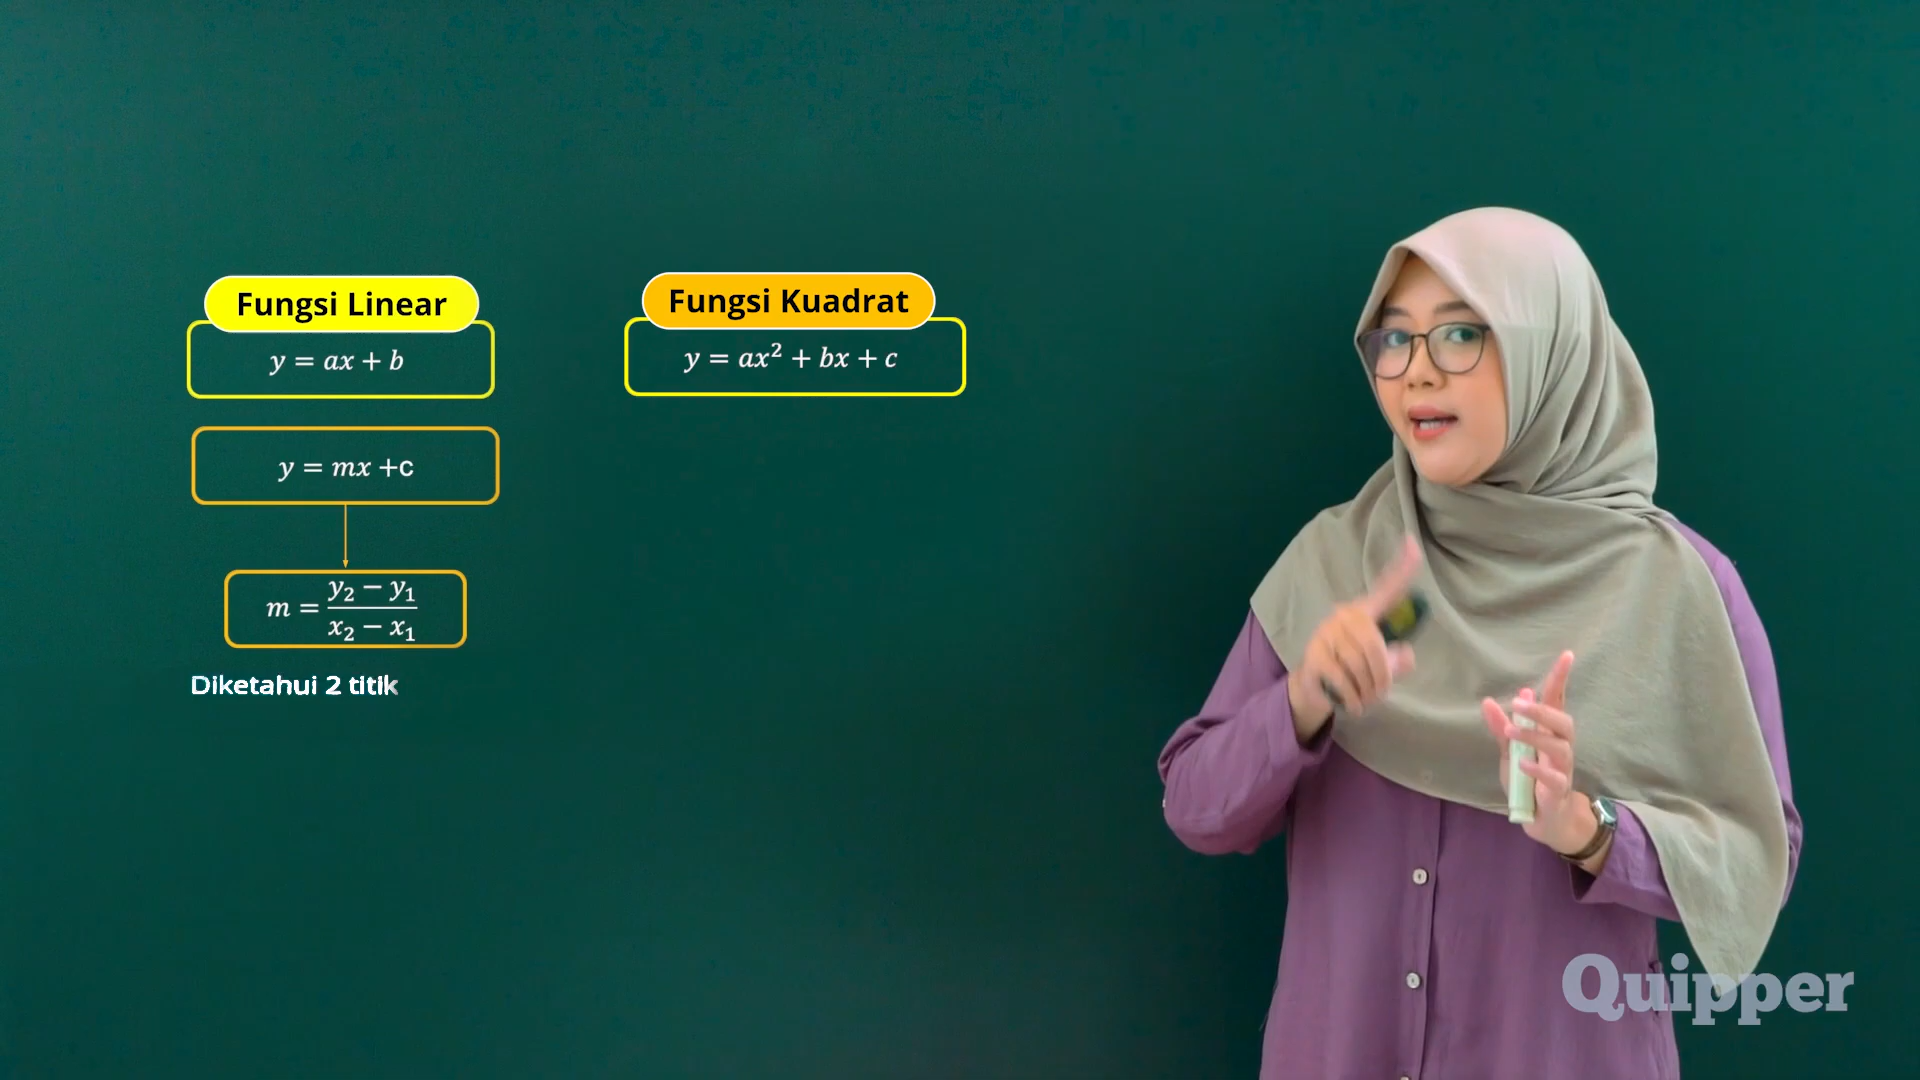 Fungsi Linear
y = ax + b
y = mx +c
m = y₂ − y₁ / x₂ − x₁
Diketahui 2 titik
Fungsi Kuadrat
y = ax² + bx + c
Quipper